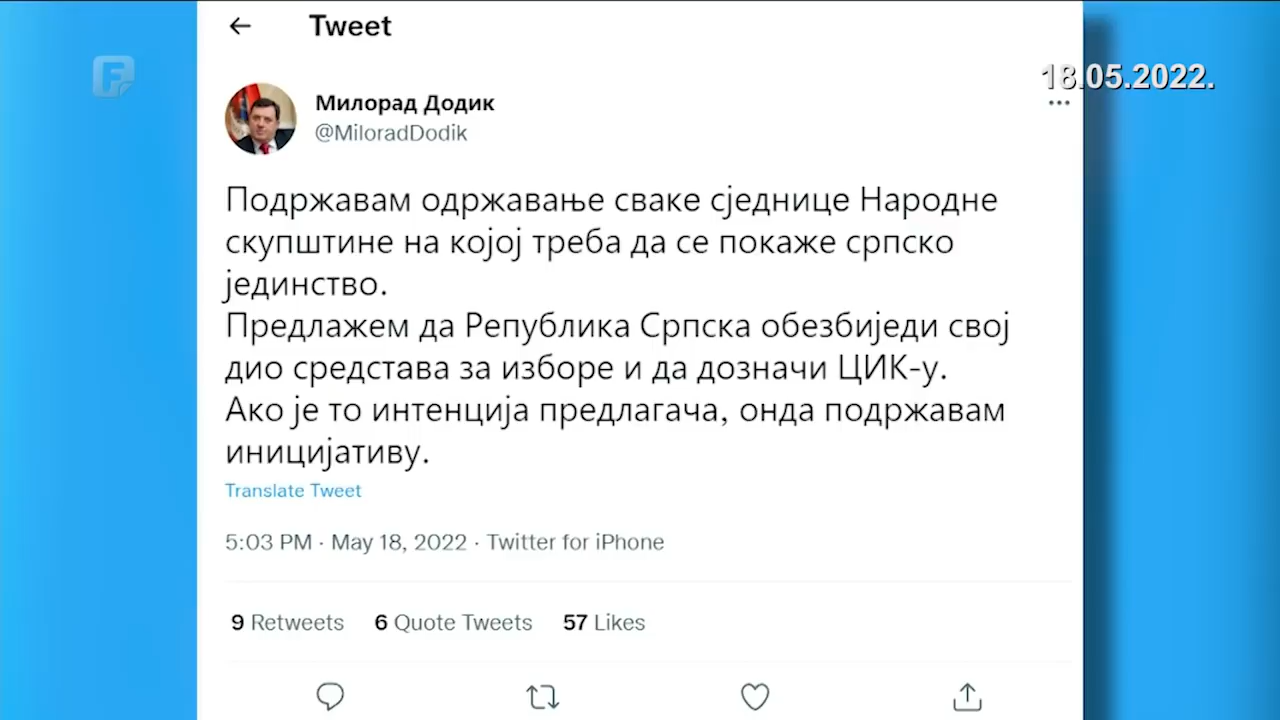 Tweet
18.05.2022.
Милорад Додик
@MiloradDodik
Подржавам одржавање сваке сједнице Народне
скупштине на којој треба да се покаже српско
јединство.
Предлажем да Република Српска обезбиједи свој
дио средстава за изборе и да дозначи ЦИК-у.
Ако је то интенција предлагача, онда подржавам
иницијативу.
Translate Tweet
5:03 PM · May 18, 2022 · Twitter for iPhone
9 Retweets 6 Quote Tweets 57 Likes